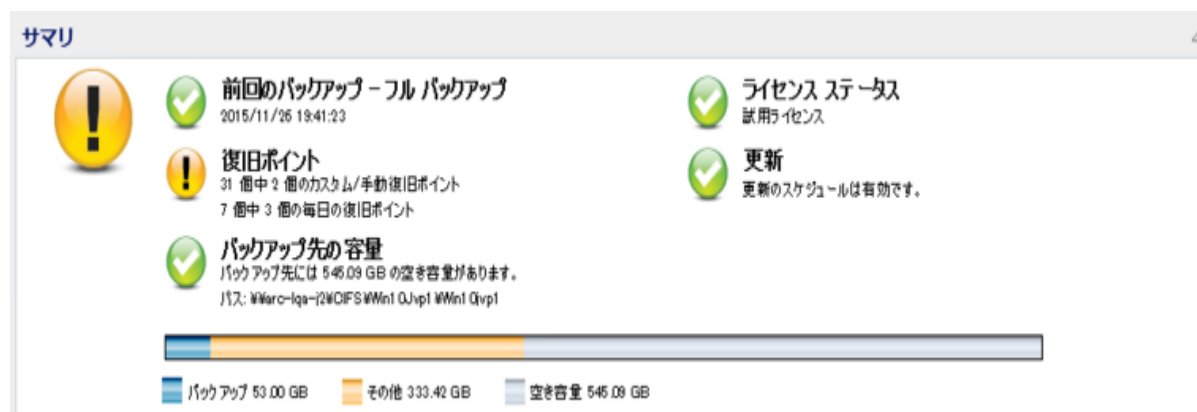 サマリ
前回のバックアップ - フル バックアップ
2015/11/26 19:41:23
復旧ポイント
31 個中 2 個のカスタム/手動復旧ポイント
7 個中 3 個の毎日の復旧ポイント
バックアップ先の容量
バックアップ先には 545.09 GB の空き容量があります。
パス: ¥¥arc-lqa-j2¥CIFS¥Win10Jvp1¥Win10jvp1
ライセンス ステータス
試用ライセンス
更新
更新のスケジュールは有効です。
バックアップ 53.00 GB
その他 333.42 GB
空き容量 545.09 GB